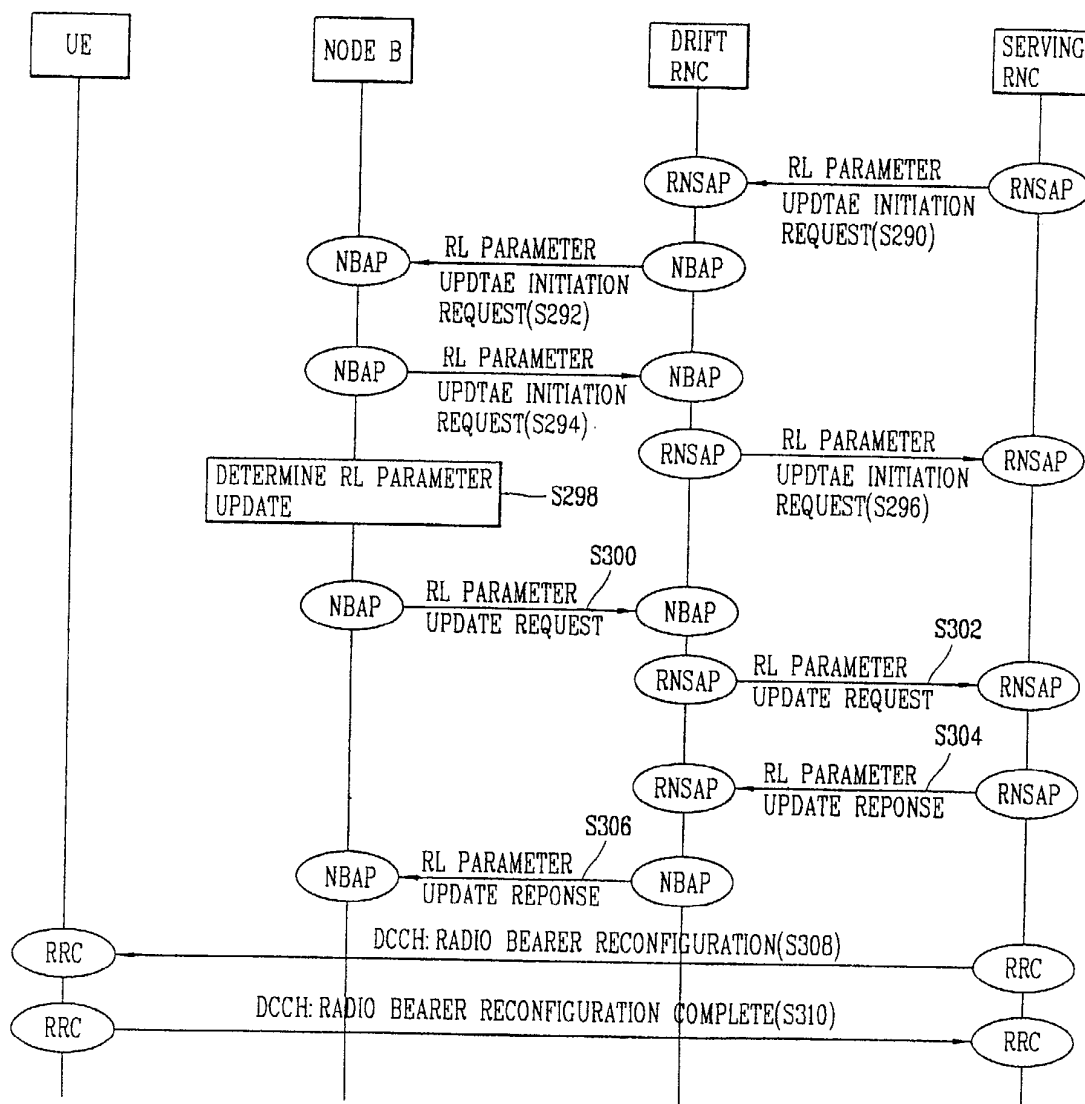 UE
NODE B
DRIFT
RNC
SERVING
RNC
RNSAP
RL PARAMETER
UPDTAE INITIATION
REQUEST(S290)
RNSAP
NBAP
RL PARAMETER
UPDTAE INITIATION
REQUEST(S292)
NBAP
NBAP
RL PARAMETER
UPDTAE INITIATION
REQUEST(S294)
NBAP
RNSAP
RL PARAMETER
UPDTAE INITIATION
REQUEST(S296)
RNSAP
DETERMINE RL PARAMETER
UPDATE
S298
S300
NBAP
RL PARAMETER
UPDATE REQUEST
NBAP
S302
RNSAP
RL PARAMETER
UPDATE REQUEST
RNSAP
S304
RNSAP
RL PARAMETER
UPDATE REPONSE
RNSAP
S306
NBAP
RL PARAMETER
UPDATE REPONSE
NBAP
RRC
DCCH:RADIO BEARER RECONFIGURATION(S308)
RRC
RRC
DCCH:RADIO BEARER RECONFIGURATION COMPLETE(S310)
RRC